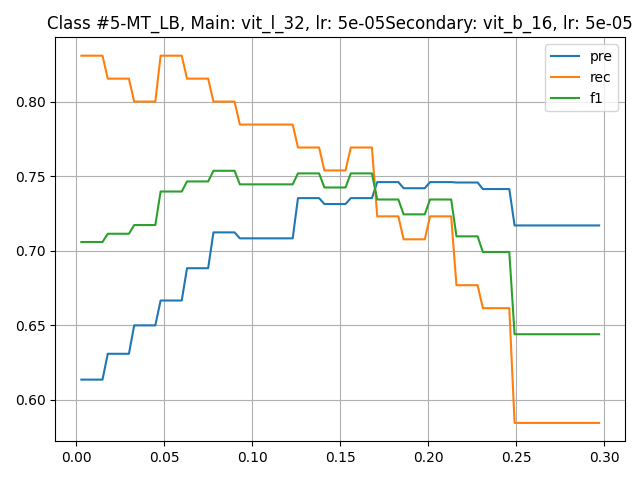 Class #5-MT_LB, Main: vit_l_32, lr: 5e-05Secondary: vit_b_16, lr: 5e-05
pre
rec
f1
0.80
0.75
0.70
0.65
0.60
0.00 0.05 0.10 0.15 0.20 0.25 0.30